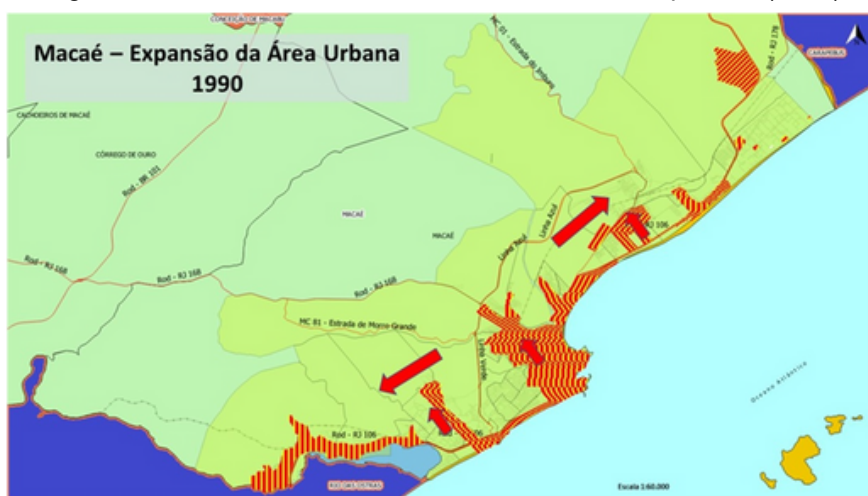 CONCEIÇÃO DE MACABU
Macaé – Expansão da Área Urbana
1990
MC 01 - Estrada do Imburo
Rod - RJ 178
CARAPEBUS
CACHOEIROS DE MACAÉ
CÓRREGO DE OURO
Rod - BR 101
MACAÉ
MACAÉ
Linha Azul
Linha Azul
RJ 106
Rod - RJ 168
Rod - RJ 168
Rod - RJ 168
MC 81 - Estrada de Morro Grande
Linha Verde
Oceano Atlântico
Rod - RJ 106
Rod
06
RIO DAS OSTRAS
Escala 1:60.000